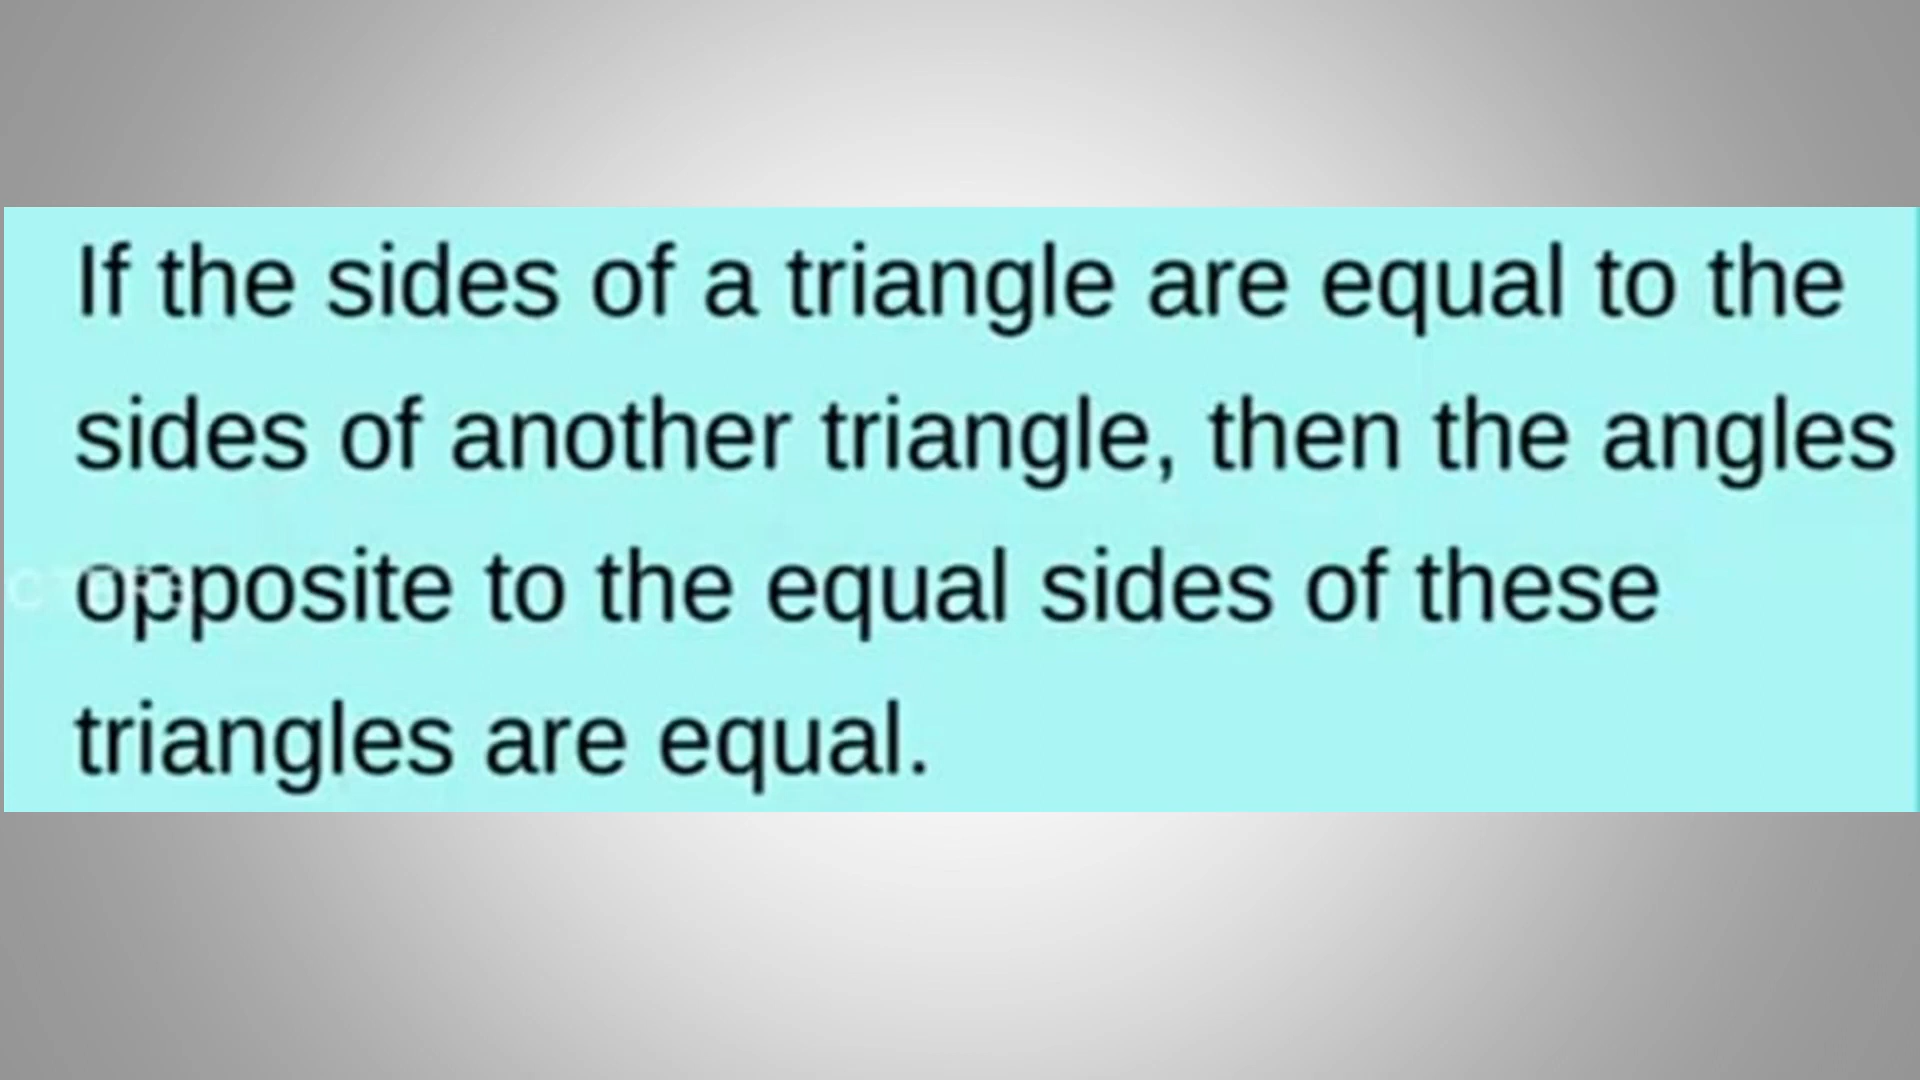 If the sides of a triangle are equal to the
sides of another triangle, then the angles
opposite to the equal sides of these
triangles are equal.